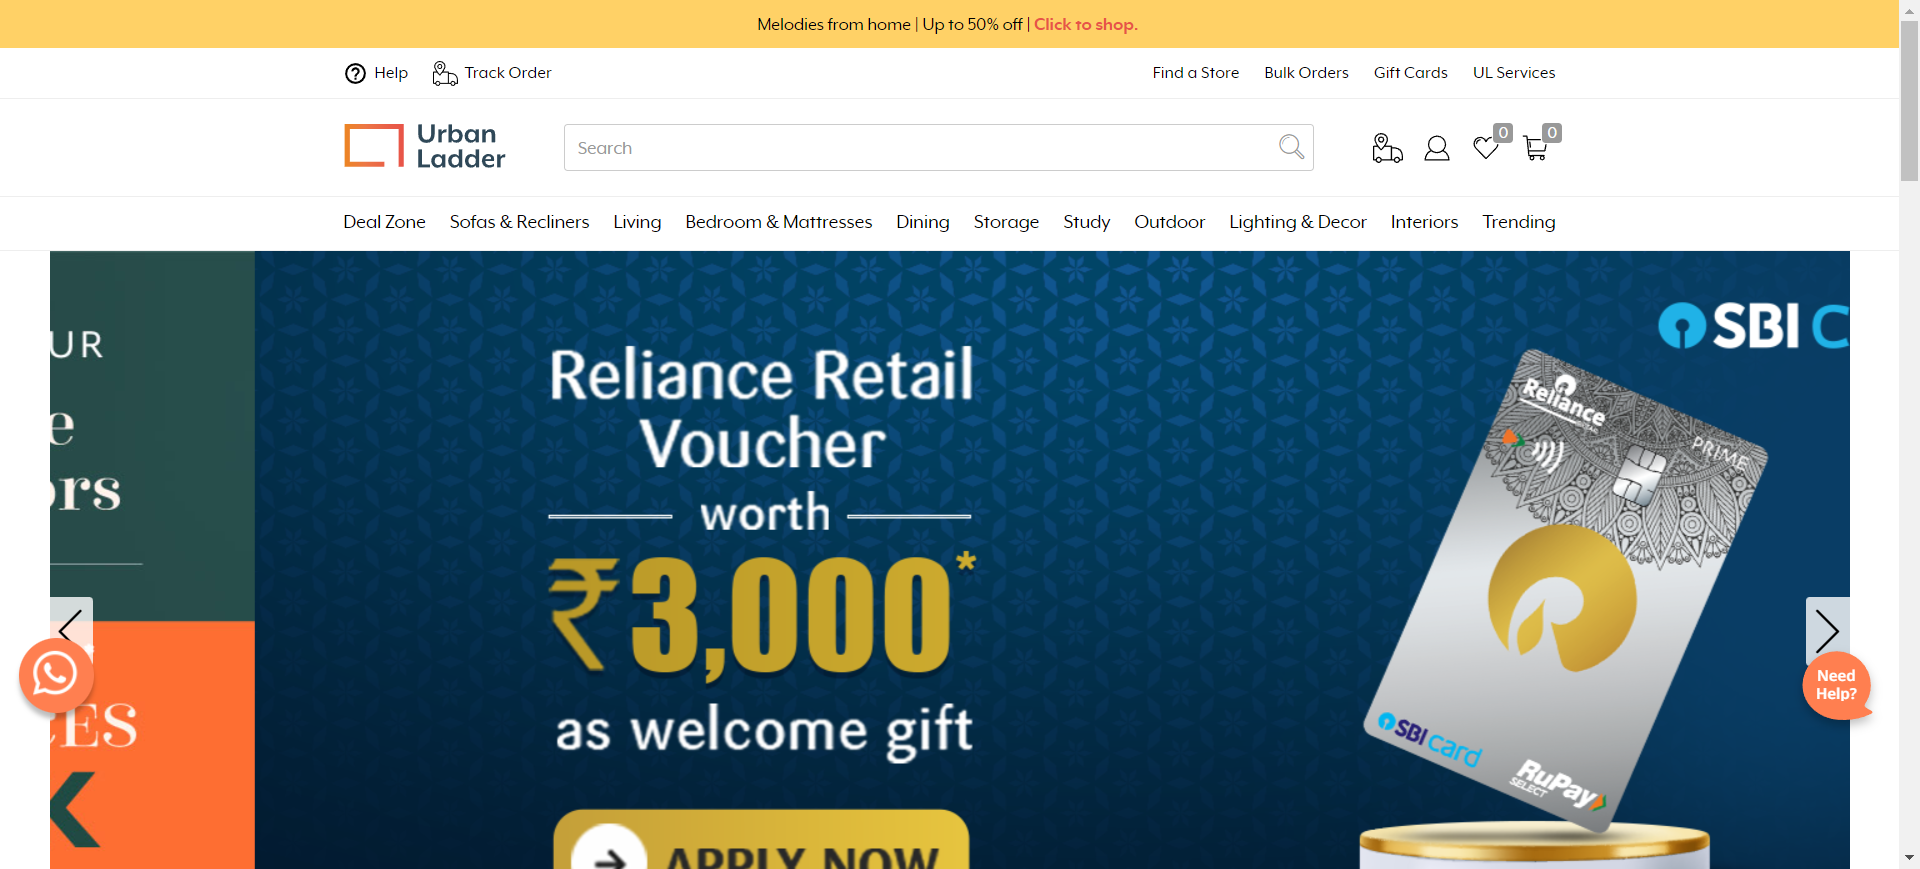 Melodies from home | Up to 50% off | Click to shop.
Help
Track Order
Find a Store
Bulk Orders
Gift Cards
UL Services
Urban
Ladder
Search
0
0
Deal Zone
Sofas & Recliners
Living
Bedroom & Mattresses
Dining
Storage
Study
Outdoor
Lighting & Decor
Interiors
Trending
UR
e
ors
ES
K
Reliance Retail
Voucher
worth
₹3,000*
as welcome gift
APPLY NOW
SBI C
Reliance
PRIME
SBI card
RuPay
SELECT
Need
Help?